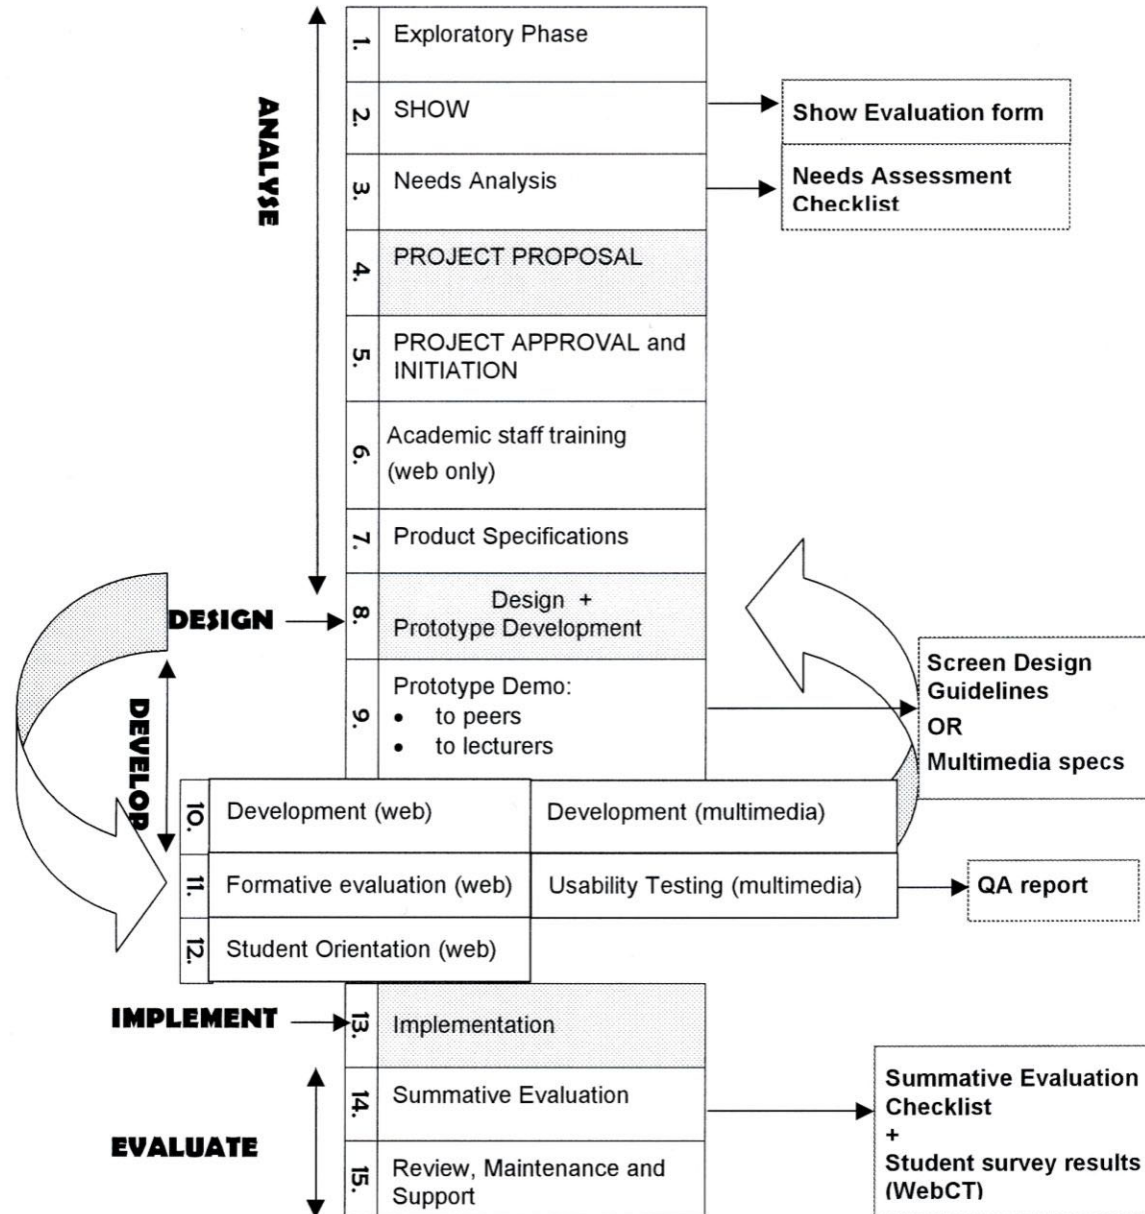 1.
Exploratory Phase
ANALYSE
2.
SHOW
Show Evaluation form
3.
Needs Analysis
Needs Assessment
Checklist
4.
PROJECT PROPOSAL
5.
PROJECT APPROVAL and
INITIATION
6.
Academic staff training
(web only)
7.
Product Specifications
DESIGN
8.
Design +
Prototype Development
DEVELOP
9.
Prototype Demo:
• to peers
• to lecturers
Screen Design
Guidelines
OR
Multimedia specs
10.
Development (web)
Development (multimedia)
11.
Formative evaluation (web)
Usability Testing (multimedia)
QA report
12.
Student Orientation (web)
IMPLEMENT
13.
Implementation
EVALUATE
14.
Summative Evaluation
Summative Evaluation
Checklist
+
Student survey results
(WebCT)
15.
Review, Maintenance and
Support